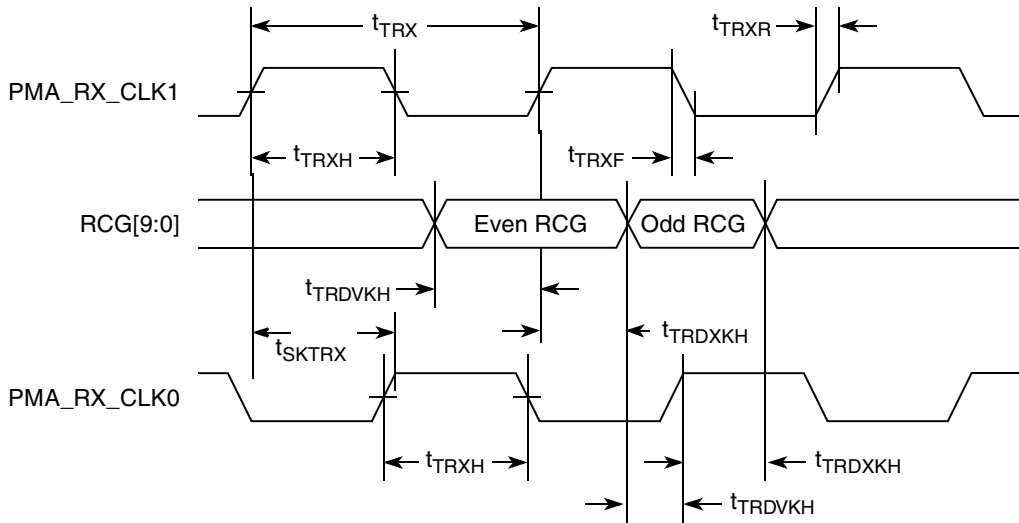 tTRX
tTRXR
PMA_RX_CLK1
tTRXH
tTRXF
RCG[9:0]
Even RCG
Odd RCG
tTRDVKH
tTRDXKH
tSKTRX
PMA_RX_CLK0
tTRXH
tTRDXKH
tTRDVKH